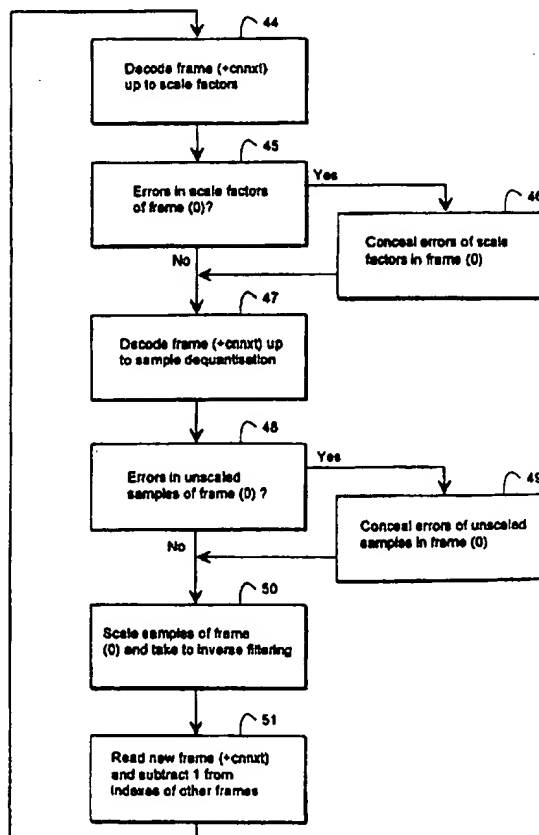 44
Decode frame (+cnnxt)
up to scale factors
45
Errors in scale factors
of frame (0)?
Yes
46
Conceal errors of scale
factors in frame (0)
No
47
Decode frame (+cnnxt) up
to sample dequantisation
48
Errors in unscaled
samples of frame (0) ?
Yes
49
Conceal errors of unscaled
samples in frame (0)
No
50
Scale samples of frame
(0) and take to inverse filtering
51
Read new frame (+cnnxt)
and subtract 1 from
indexes of other frames